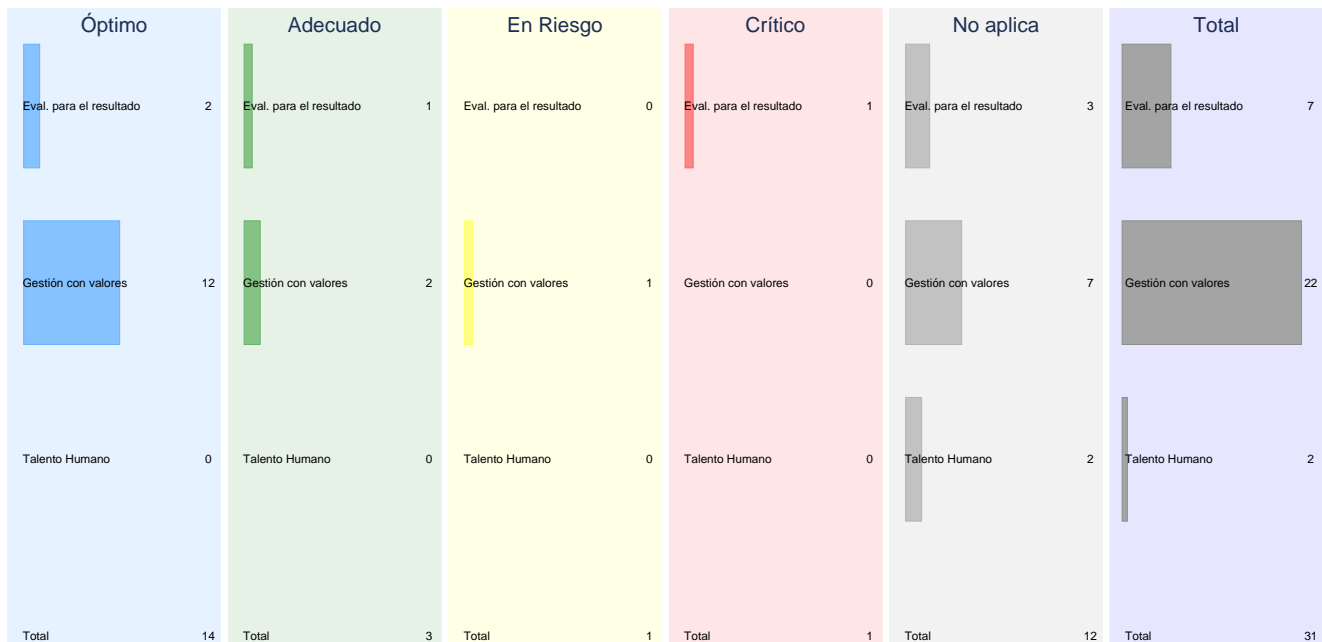 Óptimo Adecuado En Riesgo Crítico No aplica Total
Eval. para el resultado 2 Eval. para el resultado 1 Eval. para el resultado 0 Eval. para el resultado 1 Eval. para el resultado 3 Eval. para el resultado 7
Gestión con valores 12 Gestión con valores 2 Gestión con valores 1 Gestión con valores 0 Gestión con valores 7 Gestión con valores 22
Talento Humano 0 Talento Humano 0 Talento Humano 0 Talento Humano 0 Talento Humano 2 Talento Humano 2
Total 14 Total 3 Total 1 Total 1 Total 12 Total 31